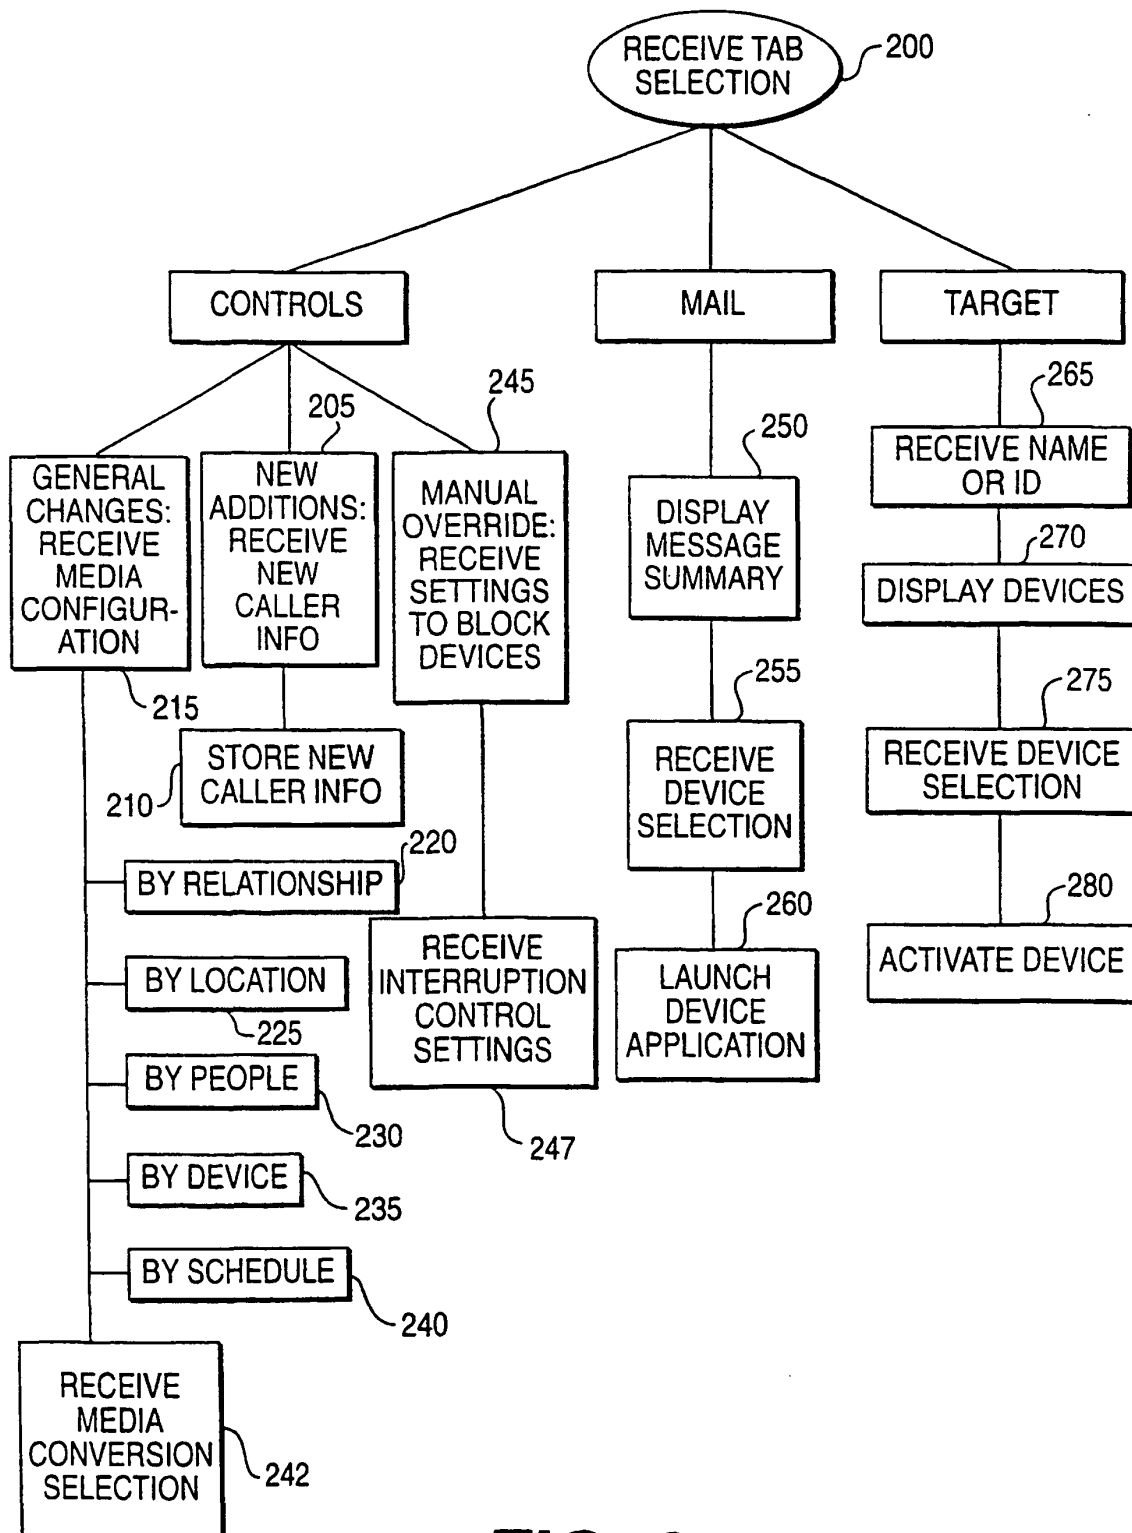 RECEIVE TAB
SELECTION
200
CONTROLS
MAIL
TARGET
245
205
250
265
GENERAL
CHANGES:
RECEIVE
MEDIA
CONFIGUR-
ATION
215
NEW
ADDITIONS:
RECEIVE
NEW
CALLER
INFO
MANUAL
OVERRIDE:
RECEIVE
SETTINGS
TO BLOCK
DEVICES
DISPLAY
MESSAGE
SUMMARY
RECEIVE NAME
OR ID
270
DISPLAY DEVICES
255
275
STORE NEW
CALLER INFO
210
RECEIVE
DEVICE
SELECTION
RECEIVE DEVICE
SELECTION
220
BY RELATIONSHIP
260
280
RECEIVE
INTERRUPTION
CONTROL
SETTINGS
247
LAUNCH
DEVICE
APPLICATION
ACTIVATE DEVICE
BY LOCATION
225
BY PEOPLE
230
BY DEVICE
235
BY SCHEDULE
240
RECEIVE
MEDIA
CONVERSION
SELECTION
242